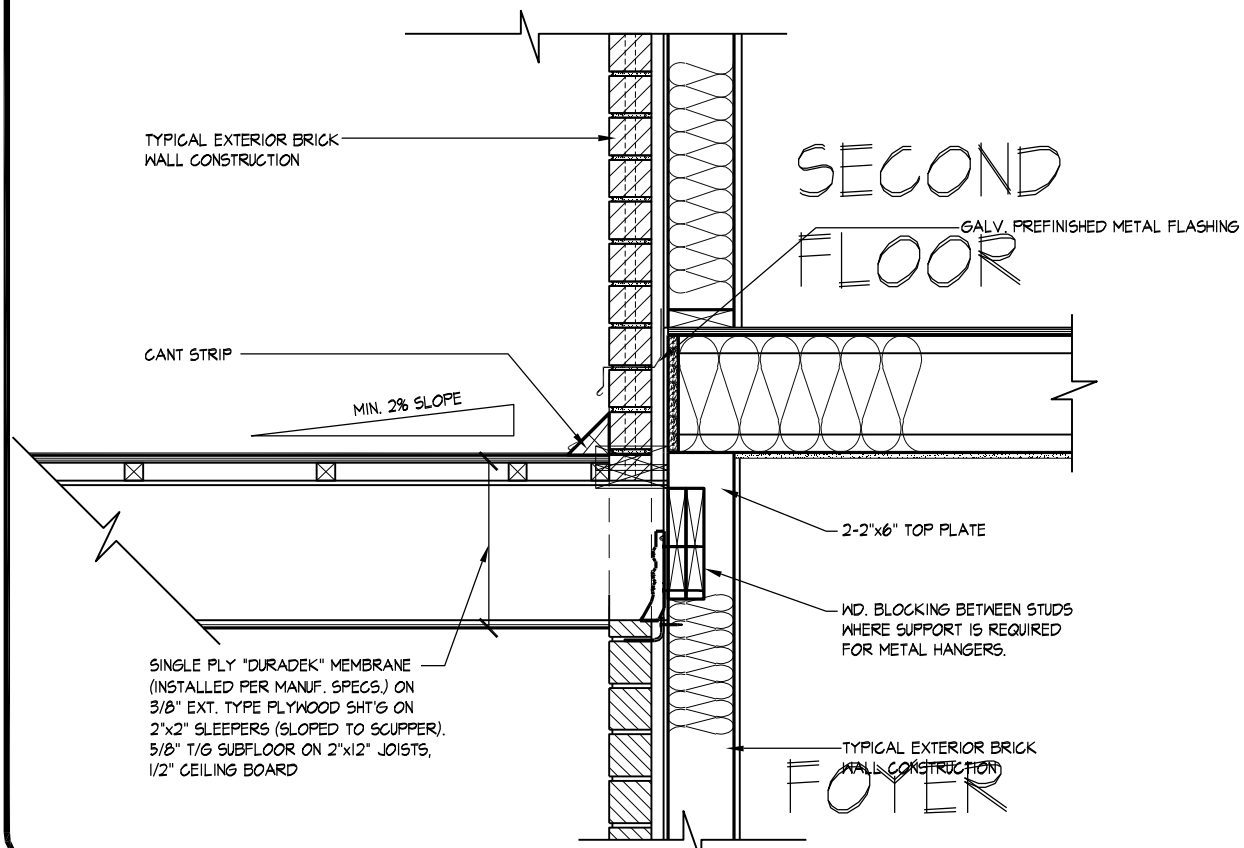 TYPICAL EXTERIOR BRICK
WALL CONSTRUCTION
SECOND
FLOOR
GALV. PREFINISHED METAL FLASHING
CANT STRIP
MIN. 2% SLOPE
2-2"x6" TOP PLATE
WD. BLOCKING BETWEEN STUDS
WHERE SUPPORT IS REQUIRED
FOR METAL HANGERS.
SINGLE PLY "DURADEK" MEMBRANE
(INSTALLED PER MANUF. SPECS.) ON
3/8" EXT. TYPE PLYWOOD SHT'G ON
2"x2" SLEEPERS (SLOPED TO SCUPPER).
5/8" T/G SUBFLOOR ON 2"x12" JOISTS,
1/2" CEILING BOARD
TYPICAL EXTERIOR BRICK
WALL CONSTRUCTION
FOYER